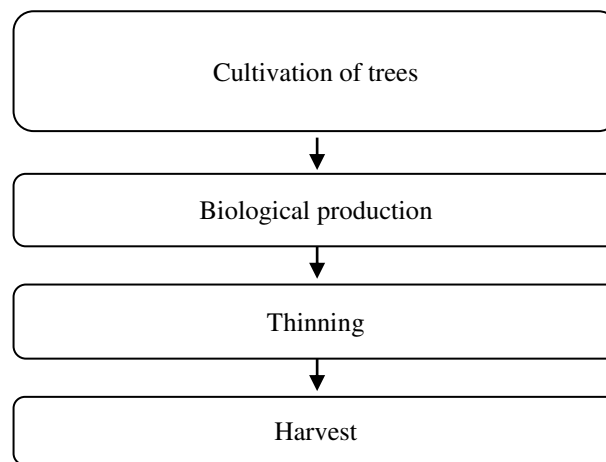 Cultivation of trees
Biological production
Thinning
Harvest